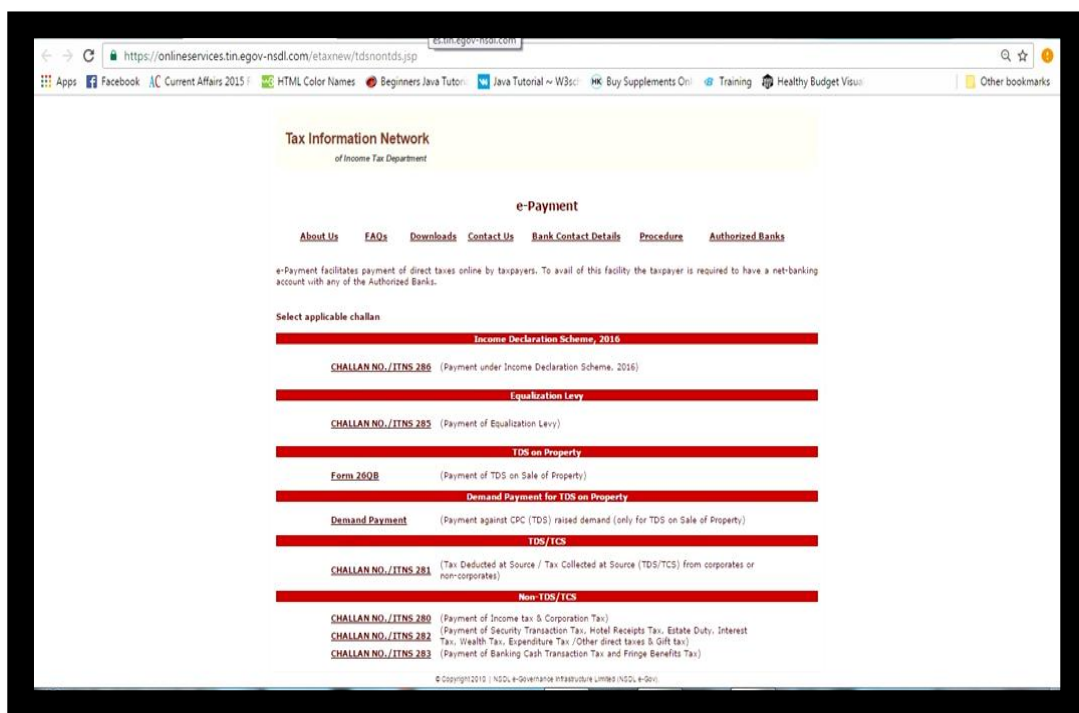 es.tin.egov-nsdl.com
https://onlineservices.tin.egov-nsdl.com/etaxnew/tdsnontds.jsp
Apps Facebook Current Affairs 2015 HTML Color Names Beginners Java Tutor Java Tutorial ~ W3sc Buy Supplements Onl Training Healthy Budget Visua Other bookmarks
Tax Information Network
of Income Tax Department
e-Payment
About Us FAQs Downloads Contact Us Bank Contact Details Procedure Authorized Banks
e-Payment facilitates payment of direct taxes online by taxpayers. To avail of this facility the taxpayer is required to have a net-banking
account with any of the Authorized Banks.
Select applicable challan
Income Declaration Scheme, 2016
CHALLAN NO./ITNS 286 (Payment under Income Declaration Scheme, 2016)
Equalization Levy
CHALLAN NO./ITNS 285 (Payment of Equalization Levy)
TDS on Property
Form 26QB (Payment of TDS on Sale of Property)
Demand Payment for TDS on Property
Demand Payment (Payment against CPC (TDS) raised demand (only for TDS on Sale of Property)
TDS/TCS
CHALLAN NO./ITNS 281 (Tax Deducted at Source / Tax Collected at Source (TDS/TCS) from corporates or
non-corporates)
Non-TDS/TCS
CHALLAN NO./ITNS 280 (Payment of Income tax & Corporation Tax)
CHALLAN NO./ITNS 282 (Payment of Security Transaction Tax, Hotel Receipts Tax, Estate Duty, Interest
Tax, Wealth Tax, Expenditure Tax /Other direct taxes & Gift tax)
CHALLAN NO./ITNS 283 (Payment of Banking Cash Transaction Tax and Fringe Benefits Tax)
© Copyright 2010 | NSDL e-Governance Infrastructure Limited (NSDL e-Gov).